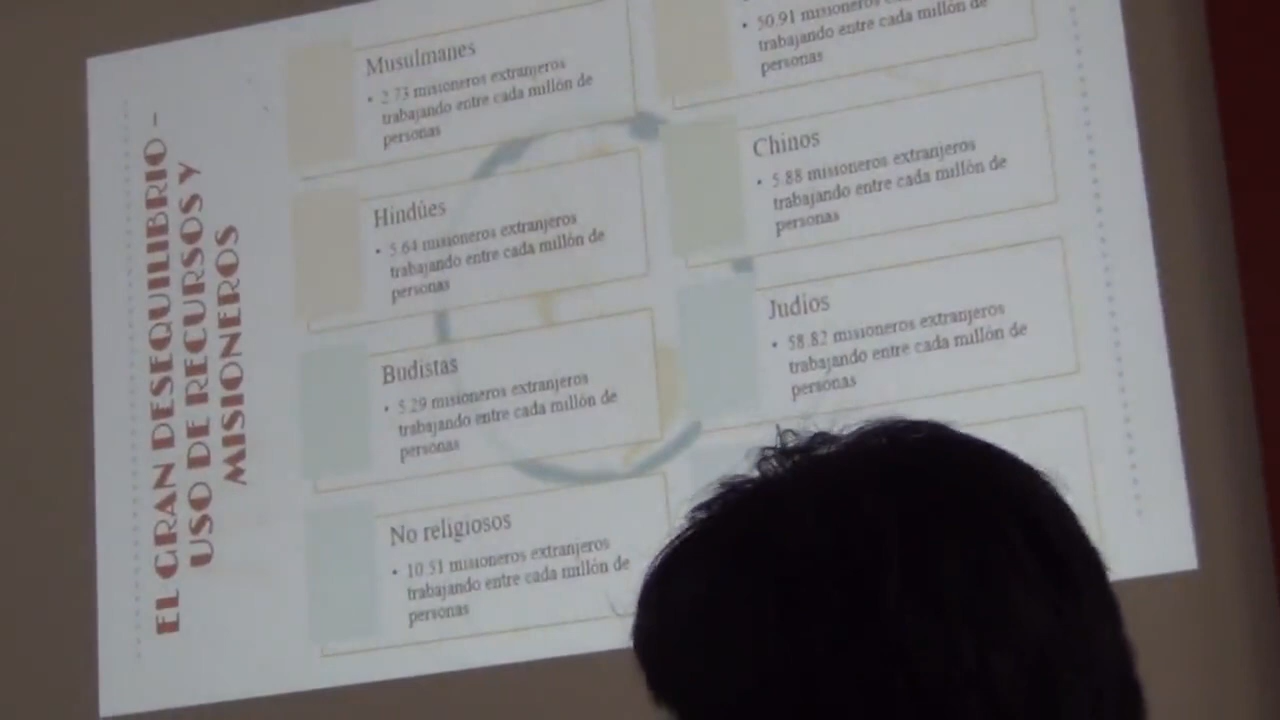 EL GRAN DESEQUILIBRIO –
USO DE RECURSOS Y
MISIONEROS
Musulmanes
• 2.73 misioneros extranjeros
trabajando entre cada millón de
personas
Hindúes
• 5.64 misioneros extranjeros
trabajando entre cada millón de
personas
Budistas
• 5.29 misioneros extranjeros
trabajando entre cada millón de
personas
No religiosos
• 10.51 misioneros extranjeros
trabajando entre cada millón de
personas
• 50.91 misioneros
trabajando entre cada millón de
personas
Chinos
• 5.88 misioneros extranjeros
trabajando entre cada millón de
personas
Judíos
• 58.82 misioneros extranjeros
trabajando entre cada millón de
personas